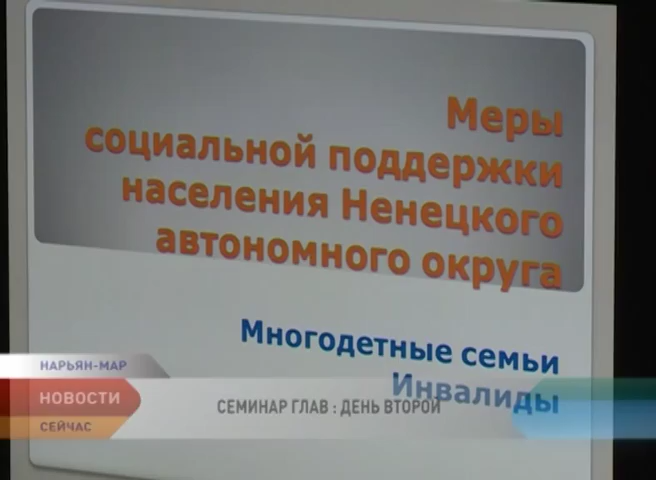 Меры
социальной поддержки
населения Ненецкого
автономного округа
Многодетные семьи
Инвалиды
НАРЬЯН-МАР
НОВОСТИ
СЕЙЧАС
СЕМИНАР ГЛАВ : ДЕНЬ ВТОРОЙ